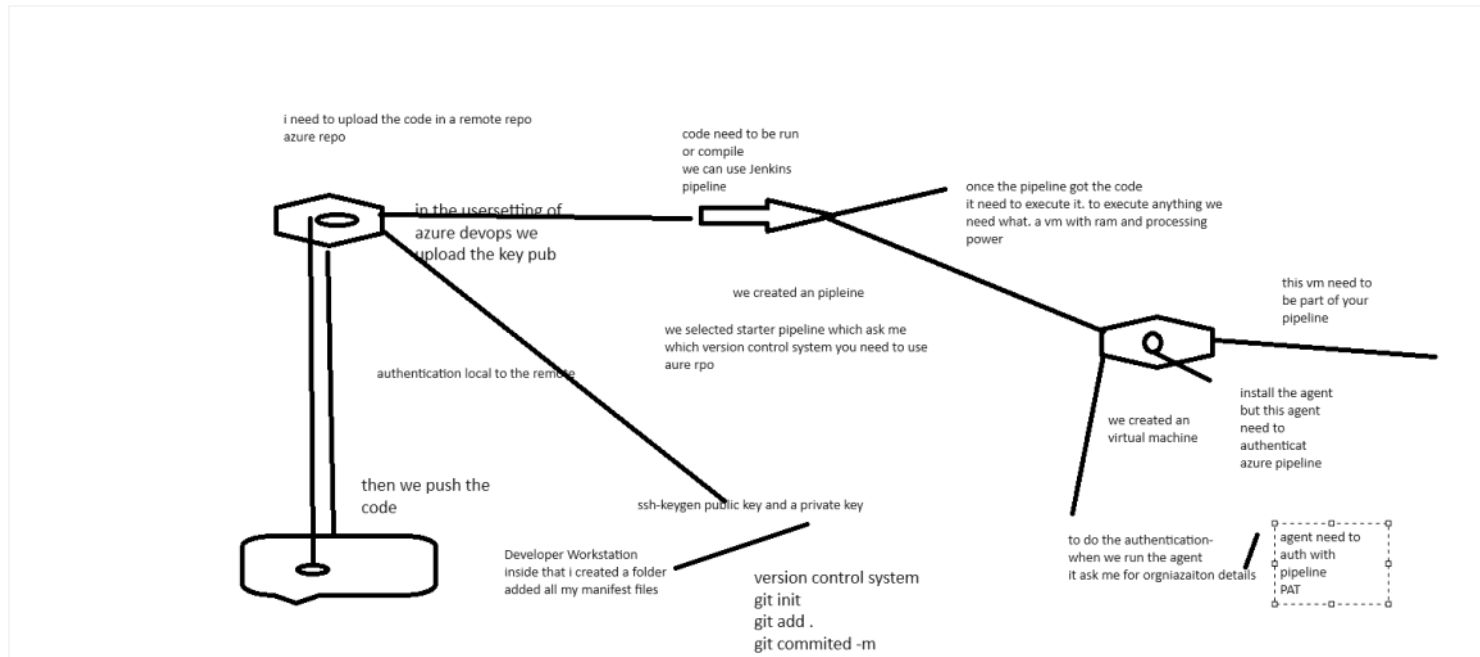 i need to upload the code in a remote repo
azure repo
code need to be run
or compile
we can use Jenkins
pipeline
in the usersetting of
azure devops we
upload the key pub
once the pipeline got the code
it need to execute it. to execute anything we
need what. a vm with ram and processing
power
we created an pipleine
this vm need to
be part of your
pipeline
we selected starter pipeline which ask me
which version control system you need to use
aure rpo
authentication local to the remote
install the agent
but this agent
need to
authenticat
azure pipeline
we created an
virtual machine
then we push the
code
ssh-keygen public key and a private key
Developer Workstation
inside that i created a folder
added all my manifest files
version control system
git init
git add .
git commited -m
to do the authentication-
when we run the agent
it ask me for orgniazaiton details
agent need to
auth with
pipeline
PAT